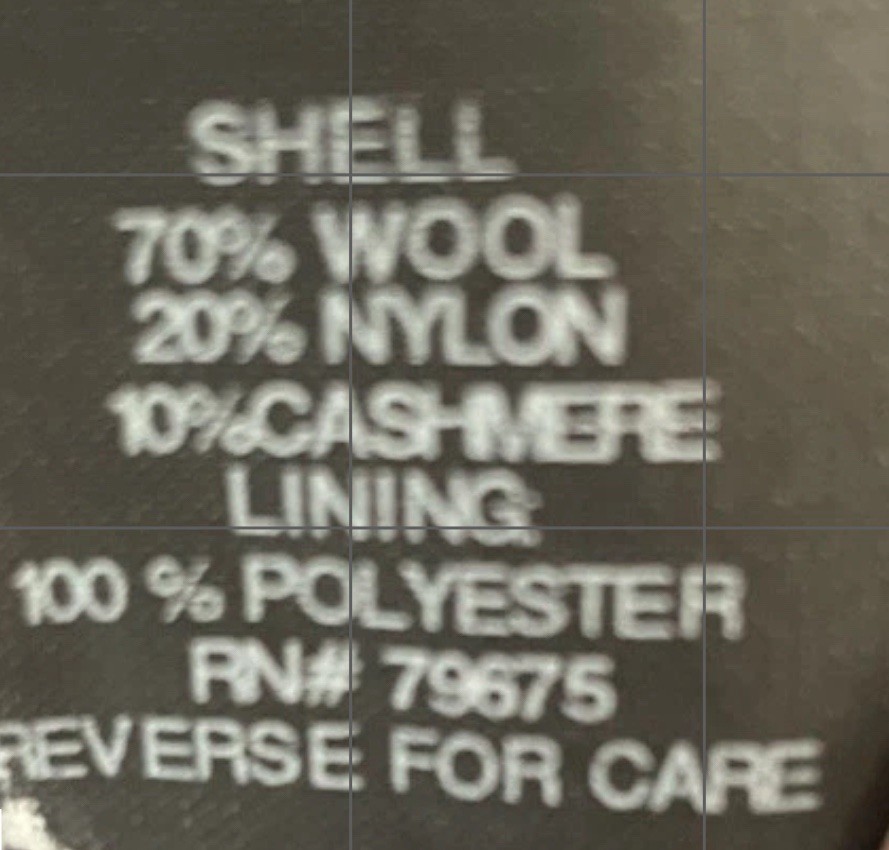 SHELL
70% WOOL
20% NYLON
10%CASHMERE
LINING:
100 % POLYESTER
RN# 79675
REVERSE FOR CARE